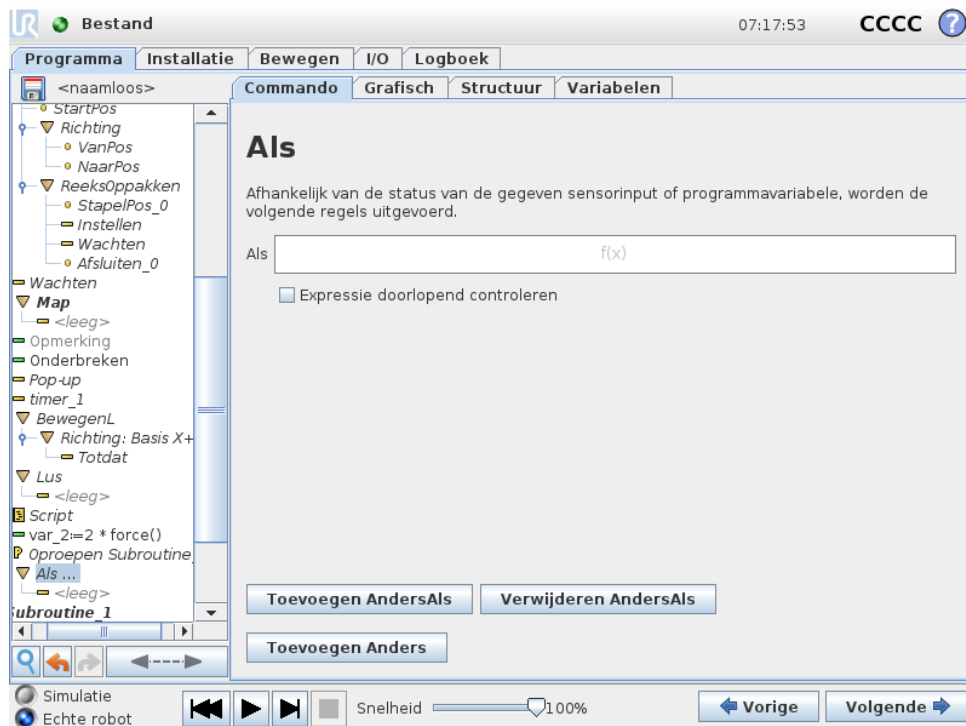 Bestand
07:17:53
CCCC
?
Programma Installatie Bewegen I/O Logboek
<naamloos>
Commando Grafisch Structuur Variabelen
StartPos
Richting
VanPos
NaarPos
ReeksOppakken
StapelPos_0
Instellen
Wachten
Afsluiten_0
Wachten
Map
<leeg>
Opmerking
Onderbreken
Pop-up
timer_1
BewegenL
Richting: Basis X+
Totdat
Lus
<leeg>
Script
var_2:=2 * force()
Oproepen Subroutine_
Als ...
<leeg>
Subroutine_1
Als
Afhankelijk van de status van de gegeven sensorinput of programmavariabele, worden de
volgende regels uitgevoerd.
Als f(x)
Expressie doorlopend controleren
Toevoegen AndersAls Verwijderen AndersAls
Toevoegen Anders
Simulatie
Echte robot
Snelheid 100%
Vorige Volgende